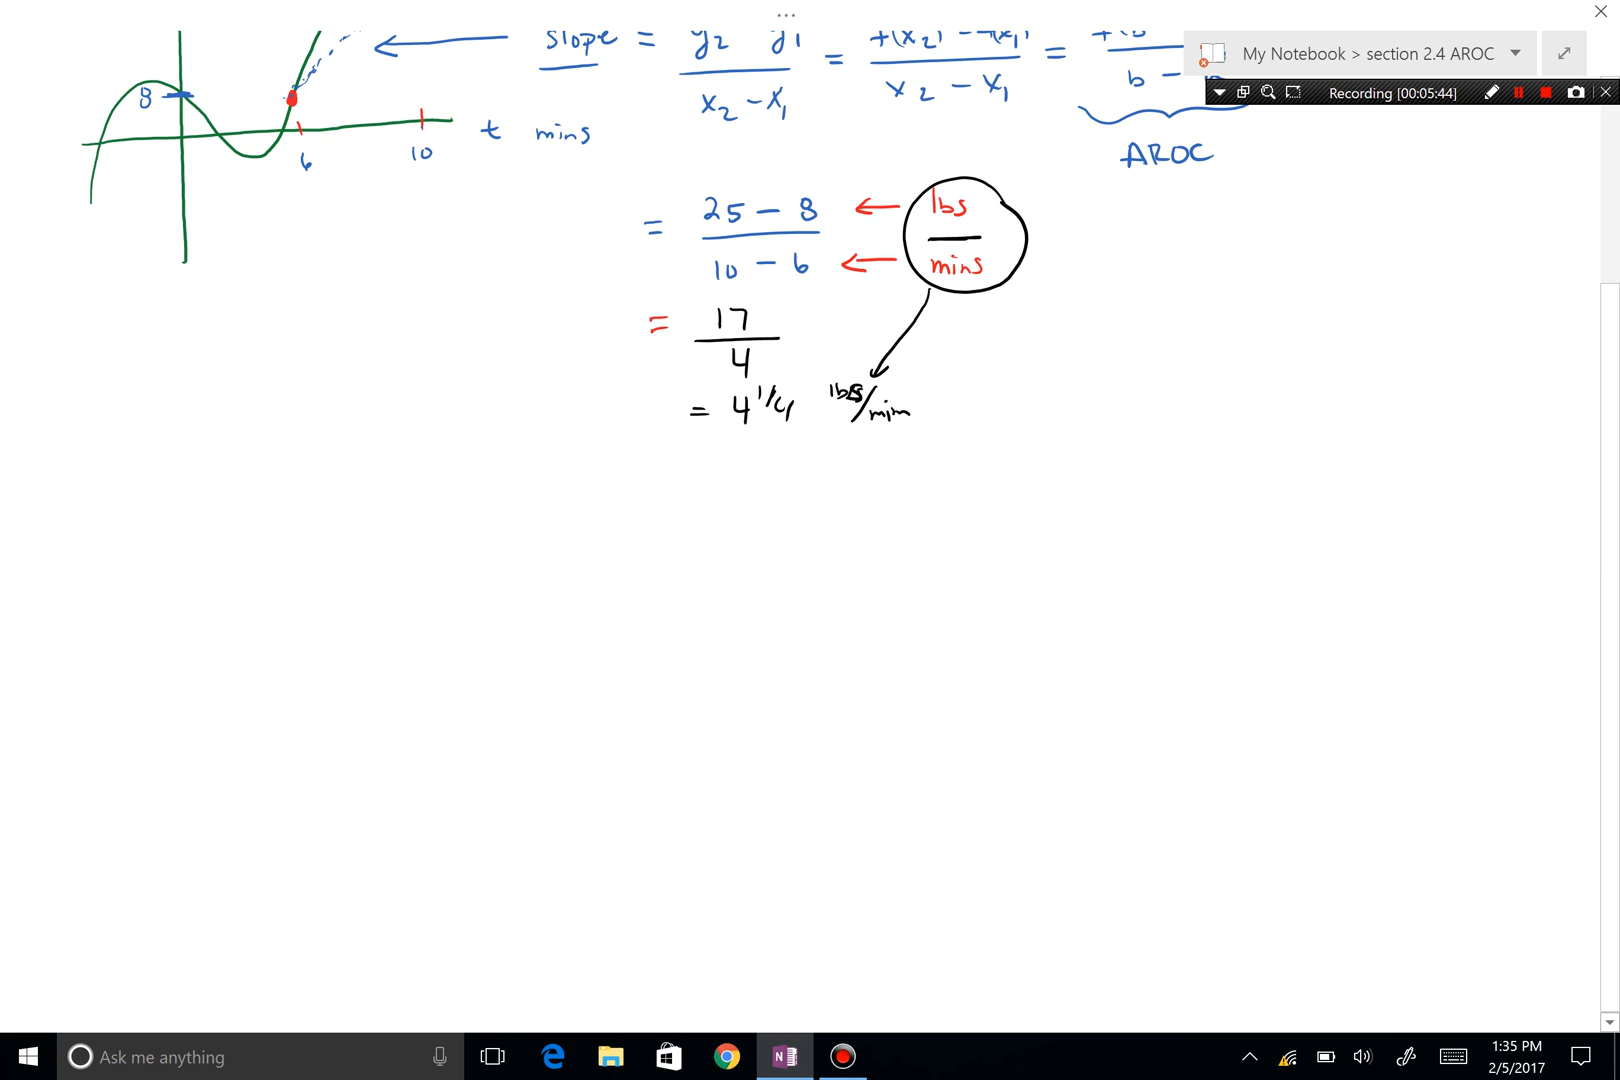 My Notebook > section 2.4 AROC
Recording [00:05:44]
slope = y2 y1 / x2 - x1 = f(x2) - f(x1) / x2 - x1 = b -
8
t mins
6
10
AROC
= 25 - 8 / 10 - 6
lbs
mins
= 17 / 4
= 4 1/4 lbs/min
Ask me anything
N
1:35 PM
2/5/2017